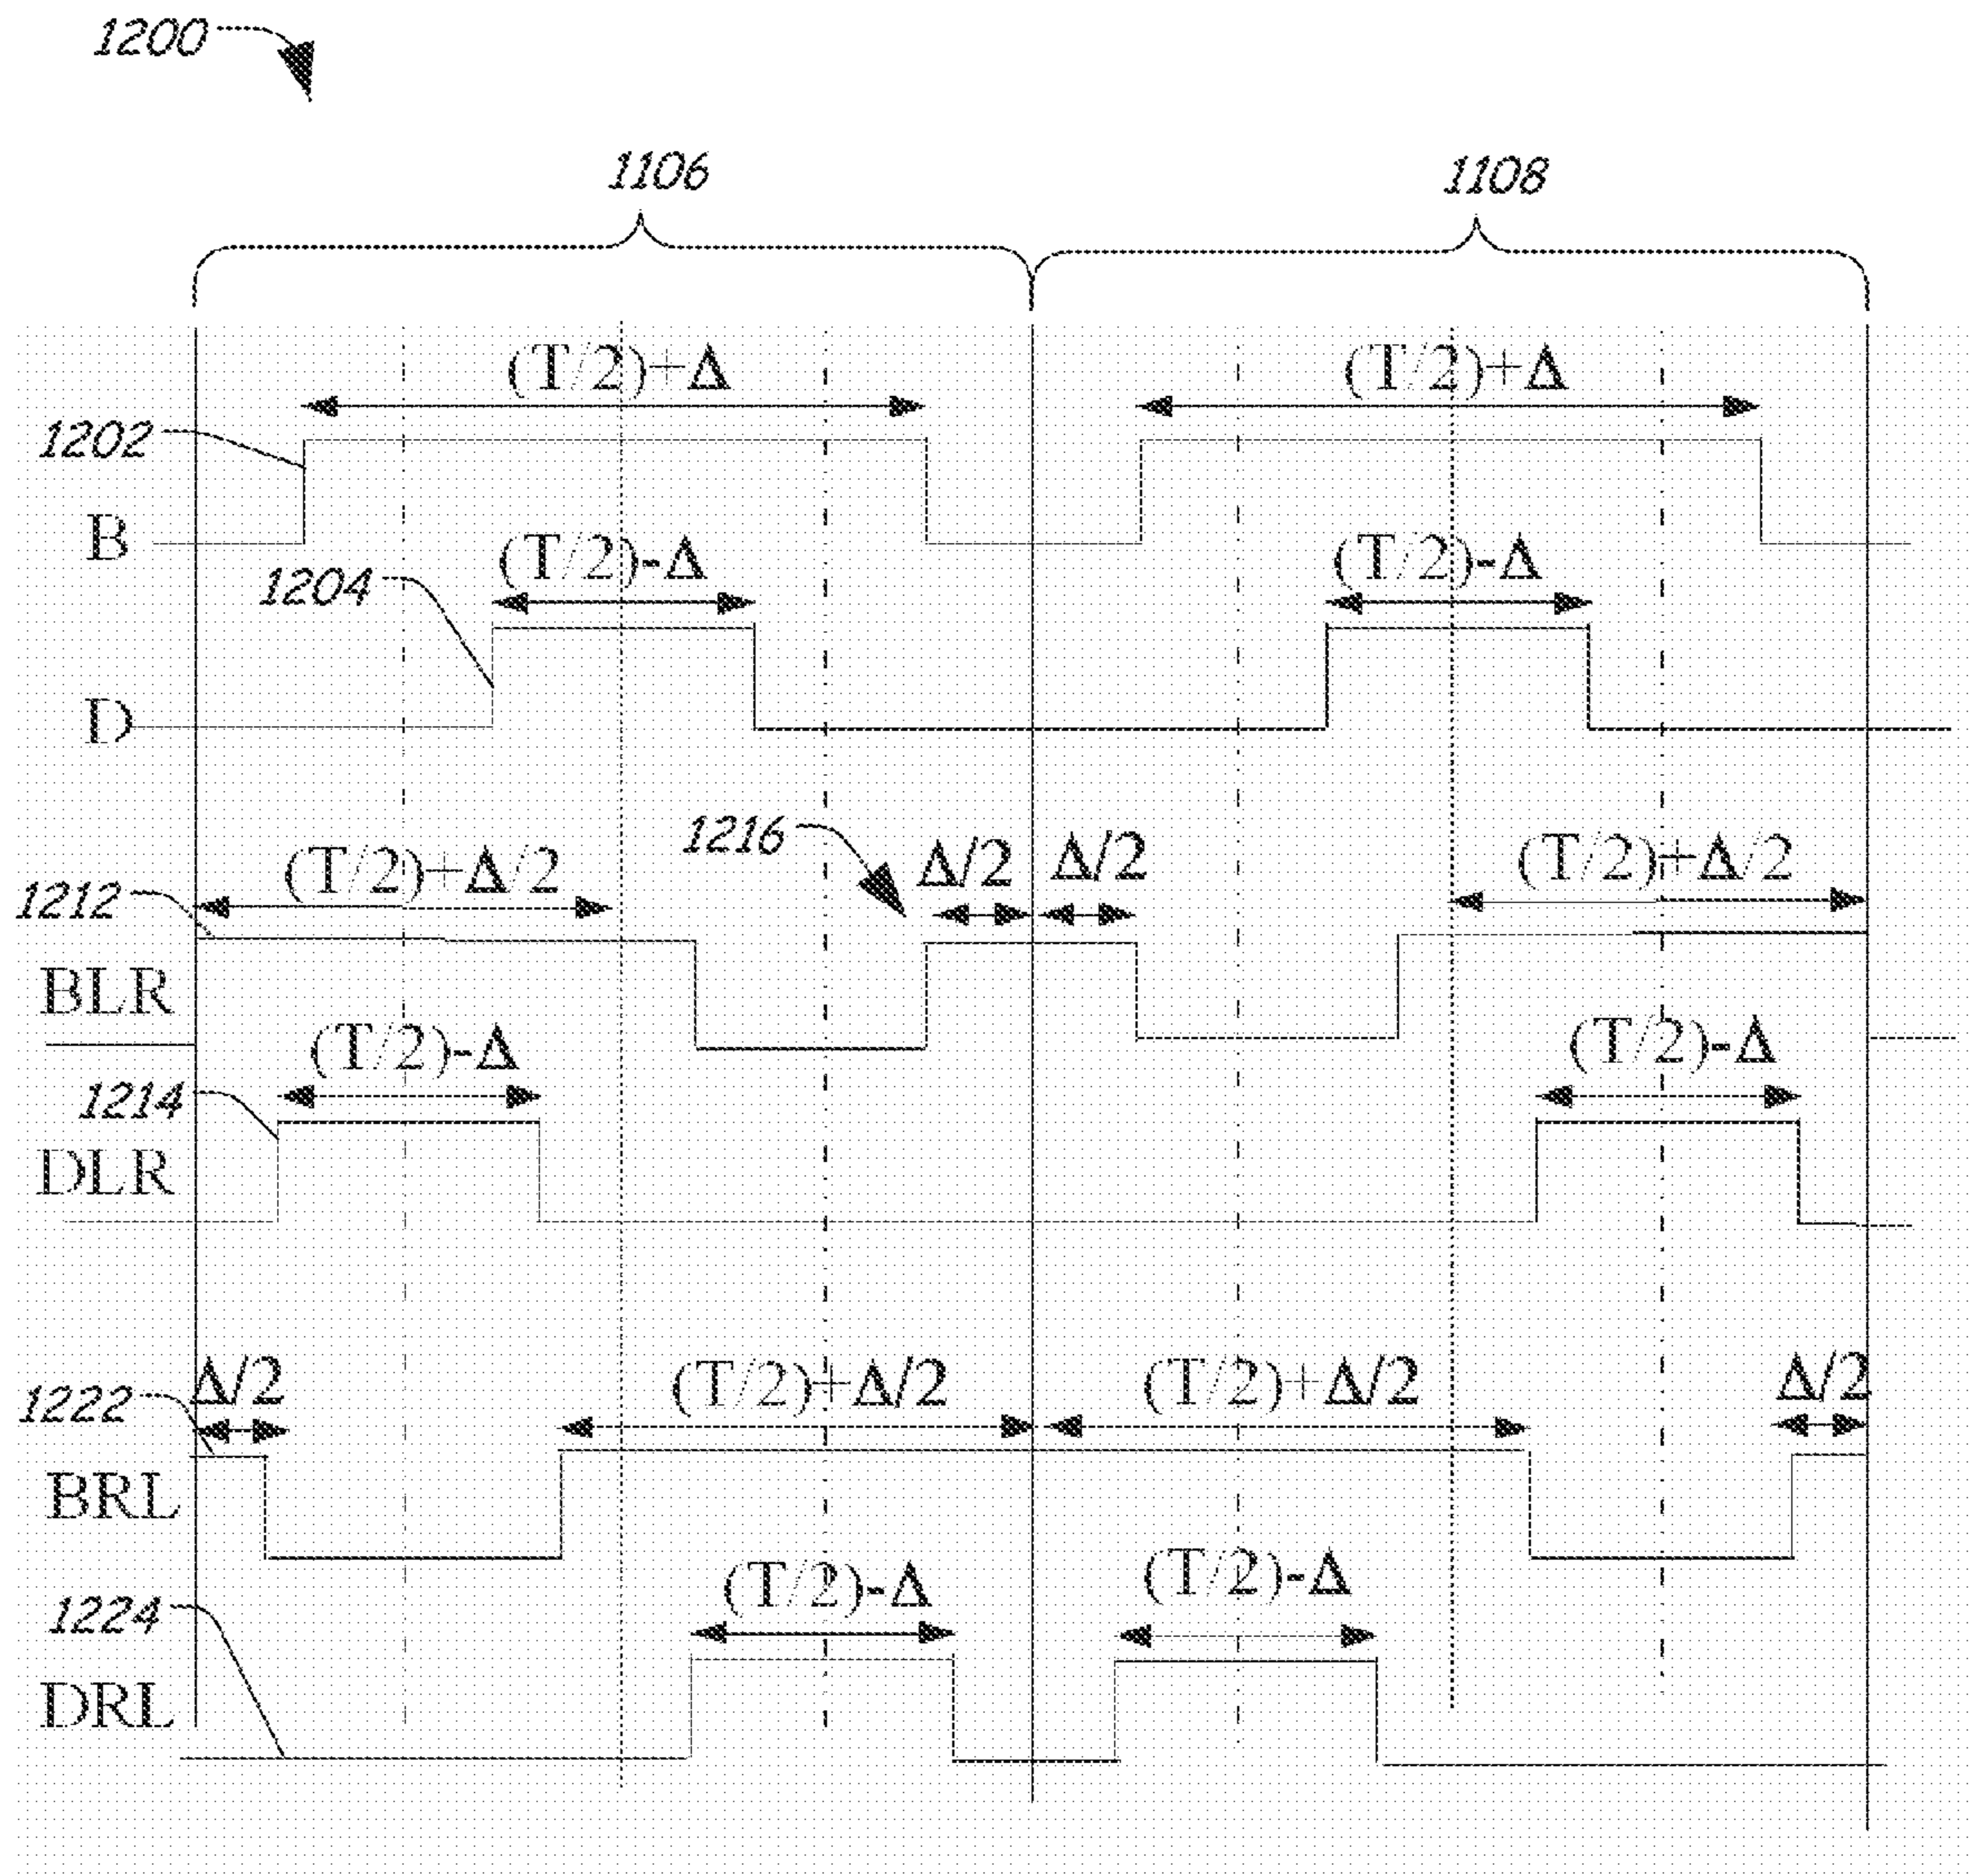 1200
1106
1108
(T/2)+Δ
(T/2)+Δ
1202
B
(T/2)-Δ
(T/2)-Δ
1204
D
1216
Δ/2
Δ/2
(T/2)+Δ/2
(T/2)+Δ/2
1212
BLR
(T/2)-Δ
(T/2)-Δ
1214
DLR
Δ/2
(T/2)+Δ/2
(T/2)+Δ/2
Δ/2
1222
BRL
(T/2)-Δ
(T/2)-Δ
1224
DRL